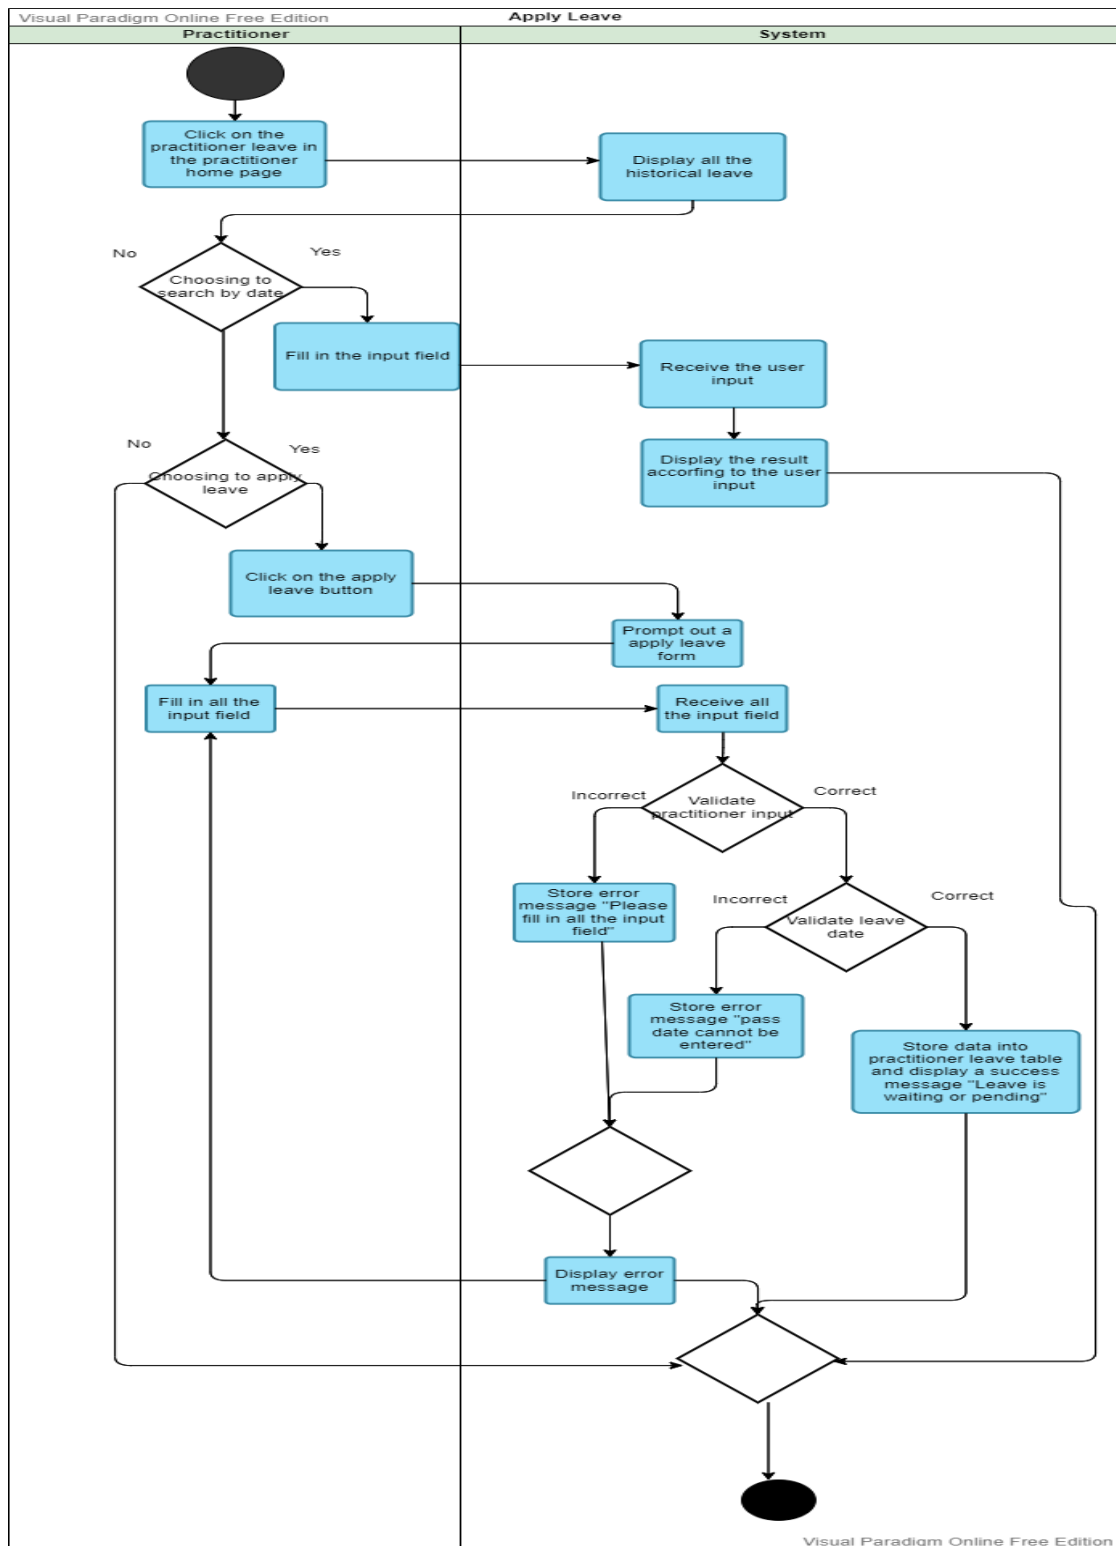 Visual Paradigm Online Free Edition
Apply Leave
Practitioner
System
Click on the
practitioner leave in
the practitioner
home page
Display all the
historical leave
No
Yes
Choosing to
search by date
Fill in the input field
Receive the user
input
No
Yes
Choosing to apply
leave
Display the result
accorfing to the user
input
Click on the apply
leave button
Prompt out a
apply leave
form
Fill in all the
input field
Receive all
the input field
Incorrect
Correct
Validate
practitioner input
Store error
message "Please
fill in all the input
field"
Incorrect
Correct
Validate leave
date
Store error
message "pass
date cannot be
entered"
Store data into
practitioner leave table
and display a success
message "Leave is
waiting or pending"
Display error
message
Visual Paradigm Online Free Edition